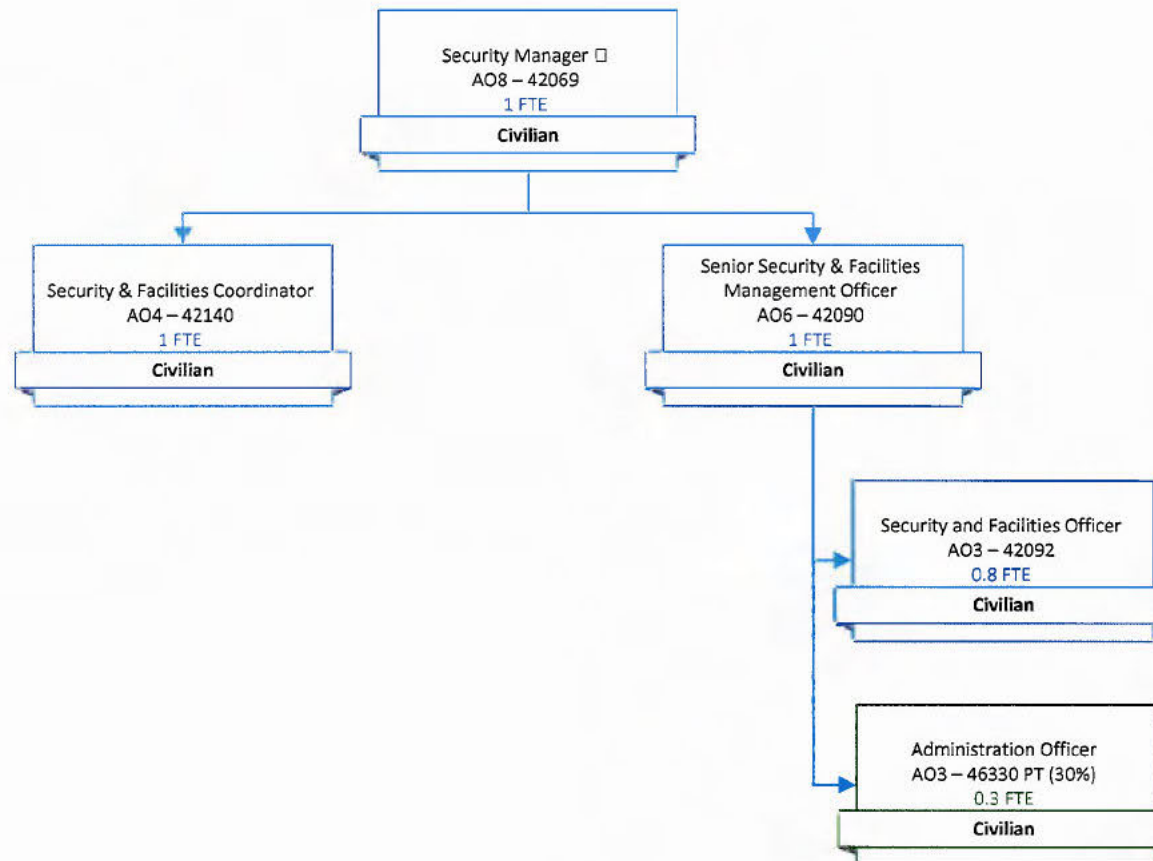 Security Manager □
AO8 – 42069
1 FTE
Civilian
Security & Facilities Coordinator
AO4 – 42140
1 FTE
Civilian
Senior Security & Facilities
Management Officer
AO6 – 42090
1 FTE
Civilian
Security and Facilities Officer
AO3 – 42092
0.8 FTE
Civilian
Administration Officer
AO3 – 46330 PT (30%)
0.3 FTE
Civilian